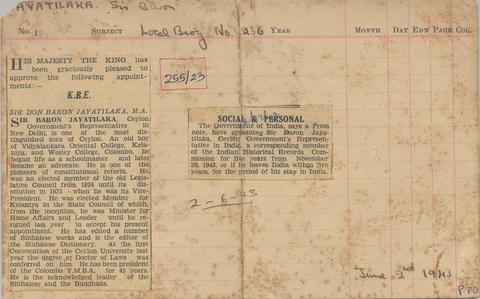 AYATILAKA. Sir Baron
No. 1. SUBJECT Local Biog No. 236 YEAR MONTH DAY EDN PAGE COL.
HIS MAJESTY THE KING has
been graciously pleased to
approve the following appoint-
ments:—
K.B.E.
SIR DON BARON JAYATILAKA, M.A.
SIR BARON JAYATILAKA, Ceylon
Government's Representative in
New Delhi, is one of the most dis-
tinguished sons of Ceylon. An old boy
of Vidyalankara Oriental College, Kela-
niya, and Wesley College, Colombo, he
began life as a schoolmaster and later
became an advocate. He is one of the
pioneers of constitutional reform. He
was an elected member of the old Legis-
lative Council from 1924 until its dis-
solution in 1931 when he was its Vice-
President. He was elected Member for
Kelaniya in the State Council of which,
from the inception, he was Minister for
Home Affairs and Leader until he re-
signed last year to accept his present
appointment. He has edited a number
of Sinhalese works and is the editor of
the Sinhalese Dictionary. At the first
Convocation of the Ceylon University last
year the degree of Doctor of Laws was
conferred on him. He has been president
of the Colombo Y.M.B.A. for 45 years.
He is the acknowledged leader of the
Sinhalese and the Buddhists.
255/23
SOCIAL & PERSONAL
The Government of India, says a Press
note, have appointed Sir Baron Jaya-
tilaka, Ceylon Government's Represen-
tative in India, a corresponding member
of the Indian Historical Records Com-
mission for five years from November
20, 1942, or if he leaves India within five
years, for the period of his stay in India.
2-6-43
June 2nd 1943
PTO